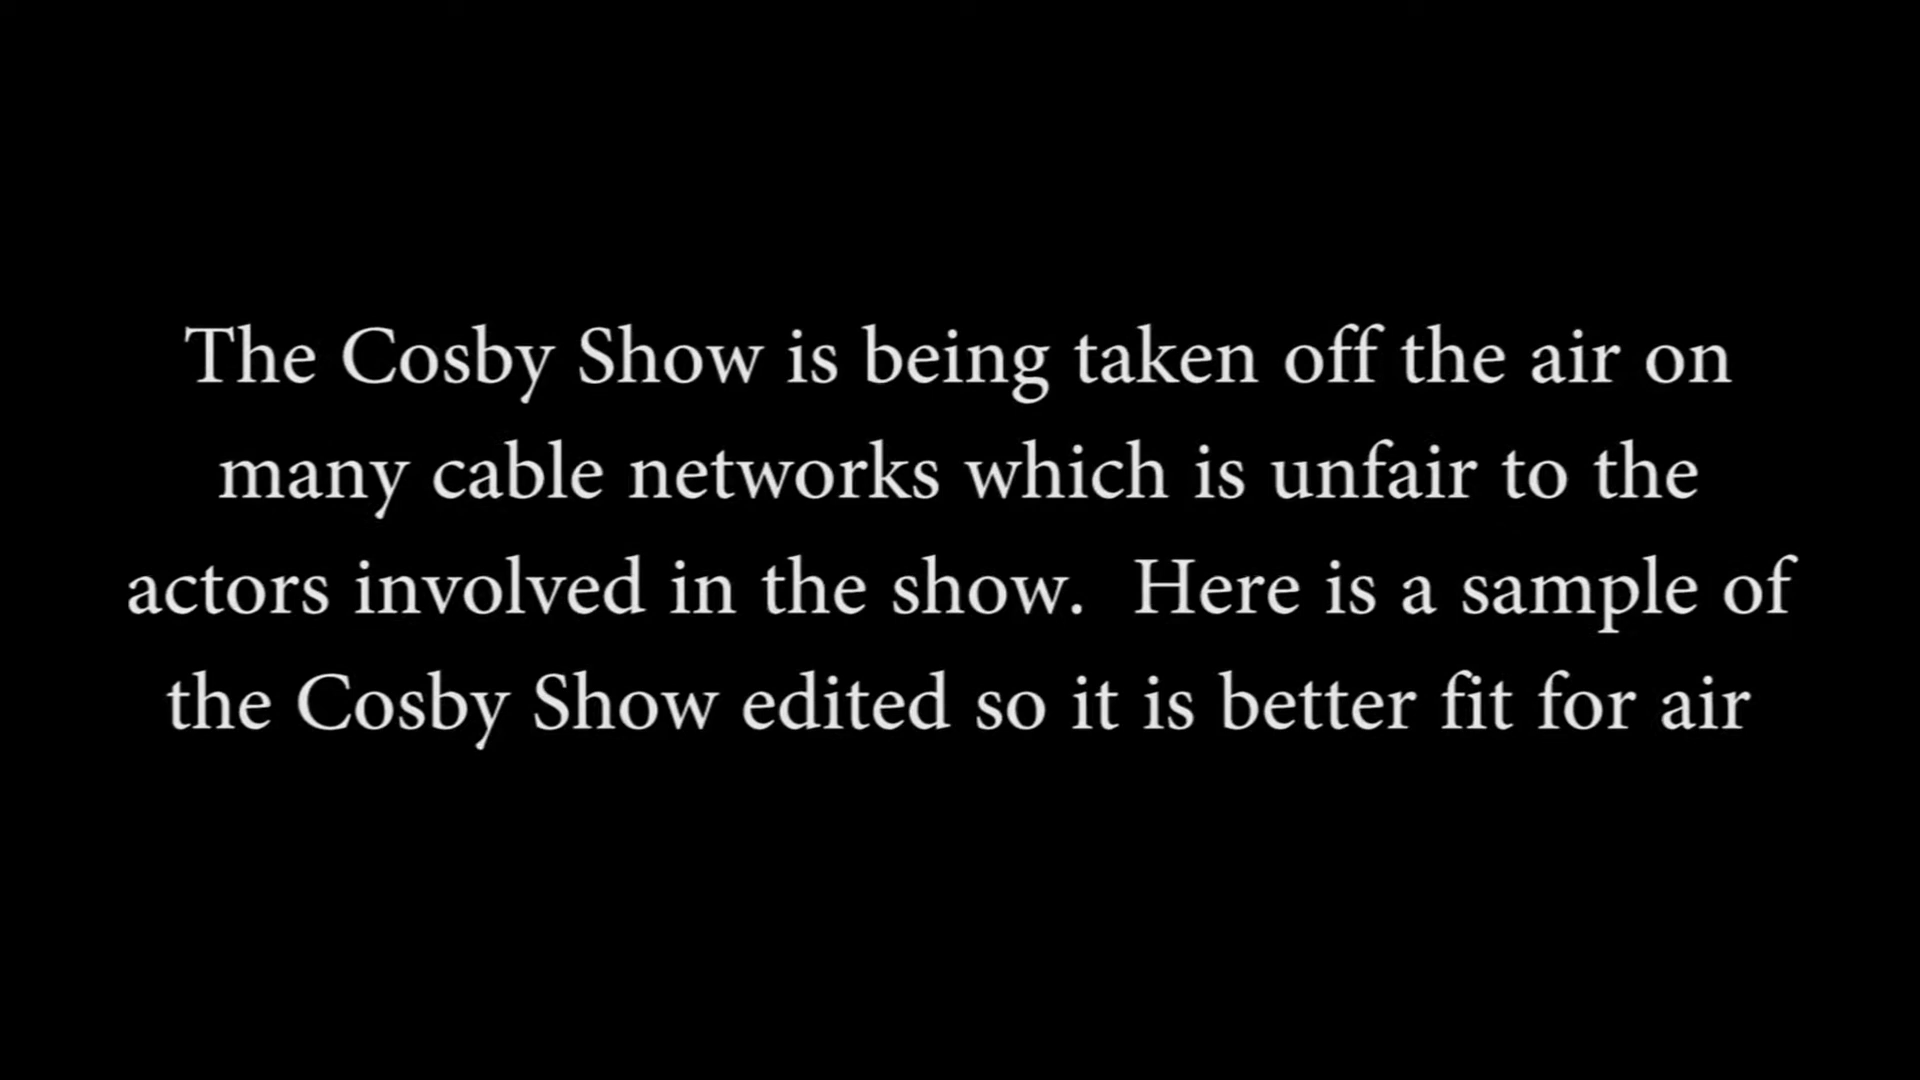 The Cosby Show is being taken off the air on
many cable networks which is unfair to the
actors involved in the show.  Here is a sample of
the Cosby Show edited so it is better fit for air